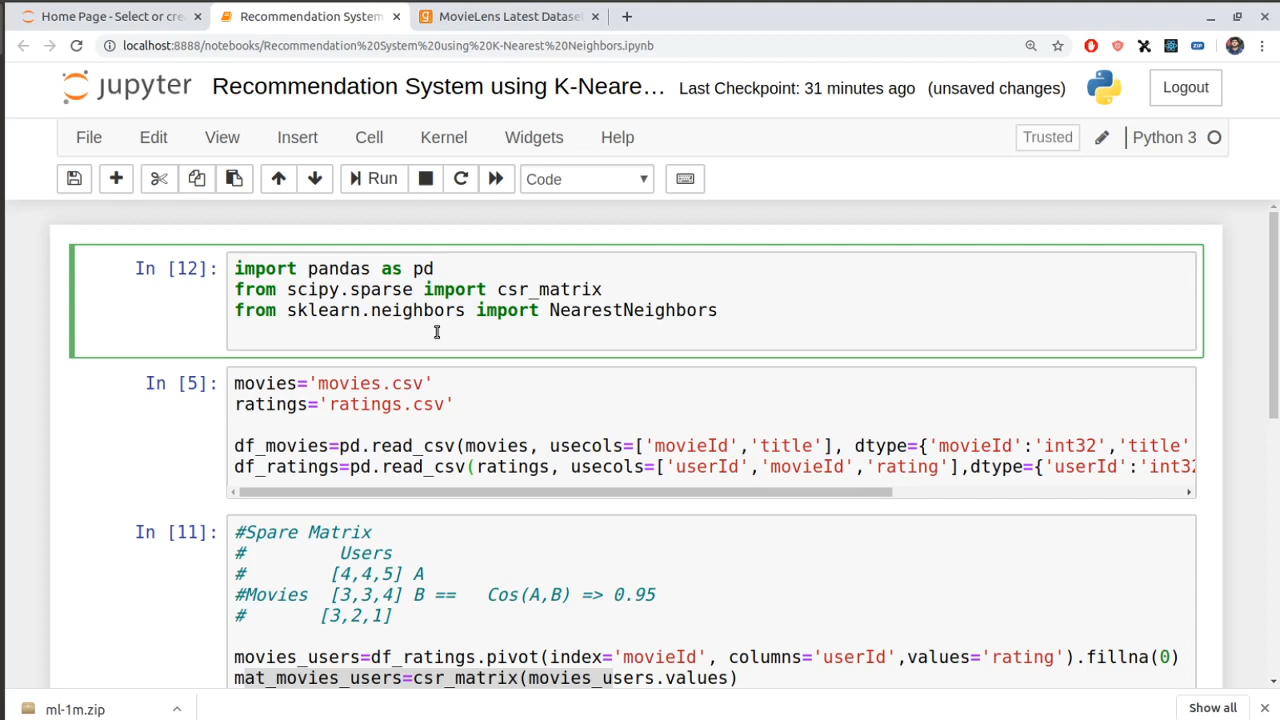 Home Page - Select or cre
Recommendation System
MovieLens Latest Datase
localhost:8888/notebooks/Recommendation%20System%20using%20K-Nearest%20Neighbors.ipynb
jupyter Recommendation System using K-Neare... Last Checkpoint: 31 minutes ago (unsaved changes) Logout
File Edit View Insert Cell Kernel Widgets Help Trusted Python 3
Run Code
In [12]: import pandas as pd
from scipy.sparse import csr_matrix
from sklearn.neighbors import NearestNeighbors
In [5]: movies='movies.csv'
ratings='ratings.csv'
df_movies=pd.read_csv(movies, usecols=['movieId','title'], dtype={'movieId':'int32','title'
df_ratings=pd.read_csv(ratings, usecols=['userId','movieId','rating'],dtype={'userId':'int32
In [11]: #Spare Matrix
# Users
# [4,4,5] A
#Movies [3,3,4] B == Cos(A,B) => 0.95
# [3,2,1]
movies_users=df_ratings.pivot(index='movieId', columns='userId',values='rating').fillna(0)
mat_movies_users=csr_matrix(movies_users.values)
ml-1m.zip Show all